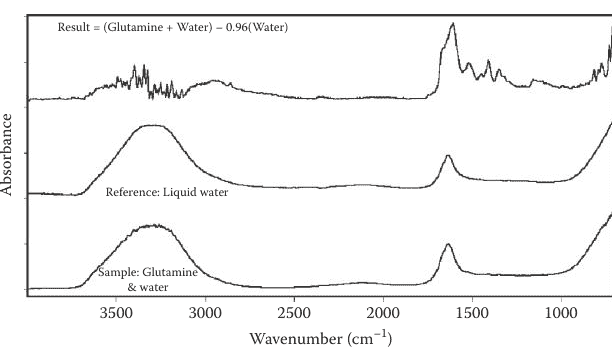 Result = (Glutamine + Water) – 0.96(Water)
Absorbance
Reference: Liquid water
Sample: Glutamine
& water
3500 3000 2500 2000 1500 1000
Wavenumber (cm⁻¹)